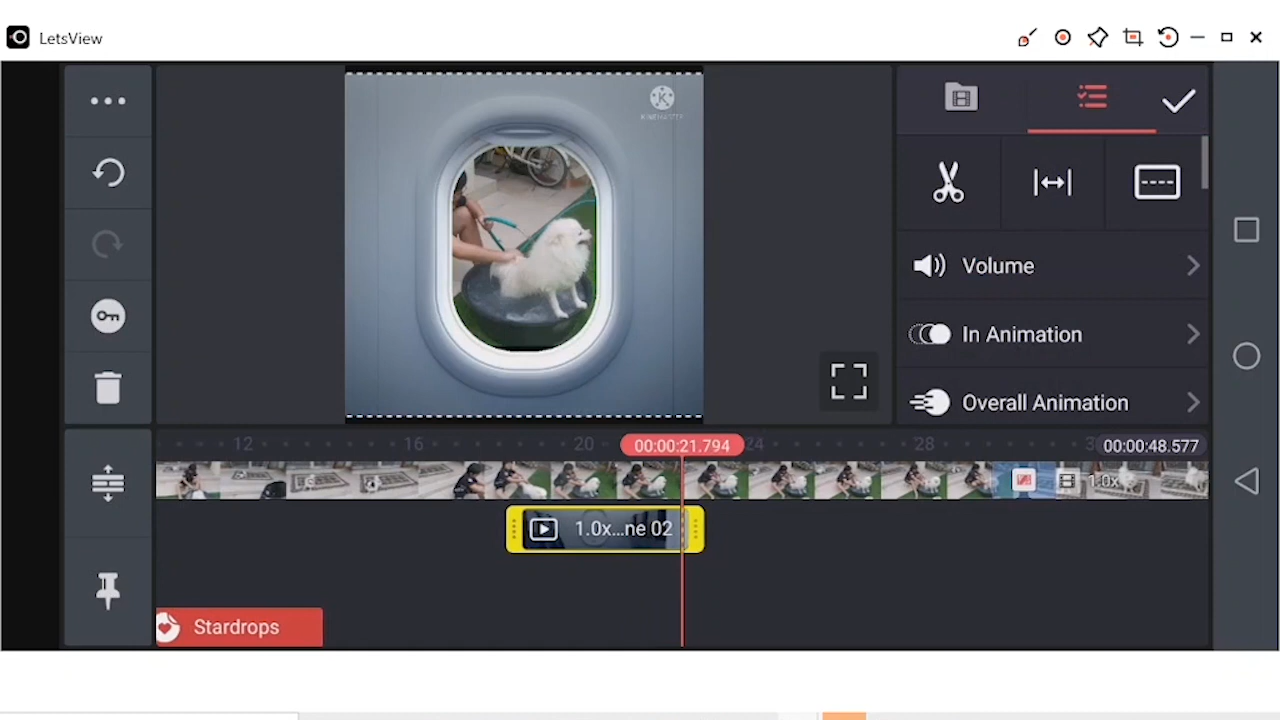 LetsView
KINEMASTER
Volume
In Animation
Overall Animation
12
16
20
00:00:21.794
24
28
00:00:48.577
1.0x
1.0x...ne 02
Stardrops